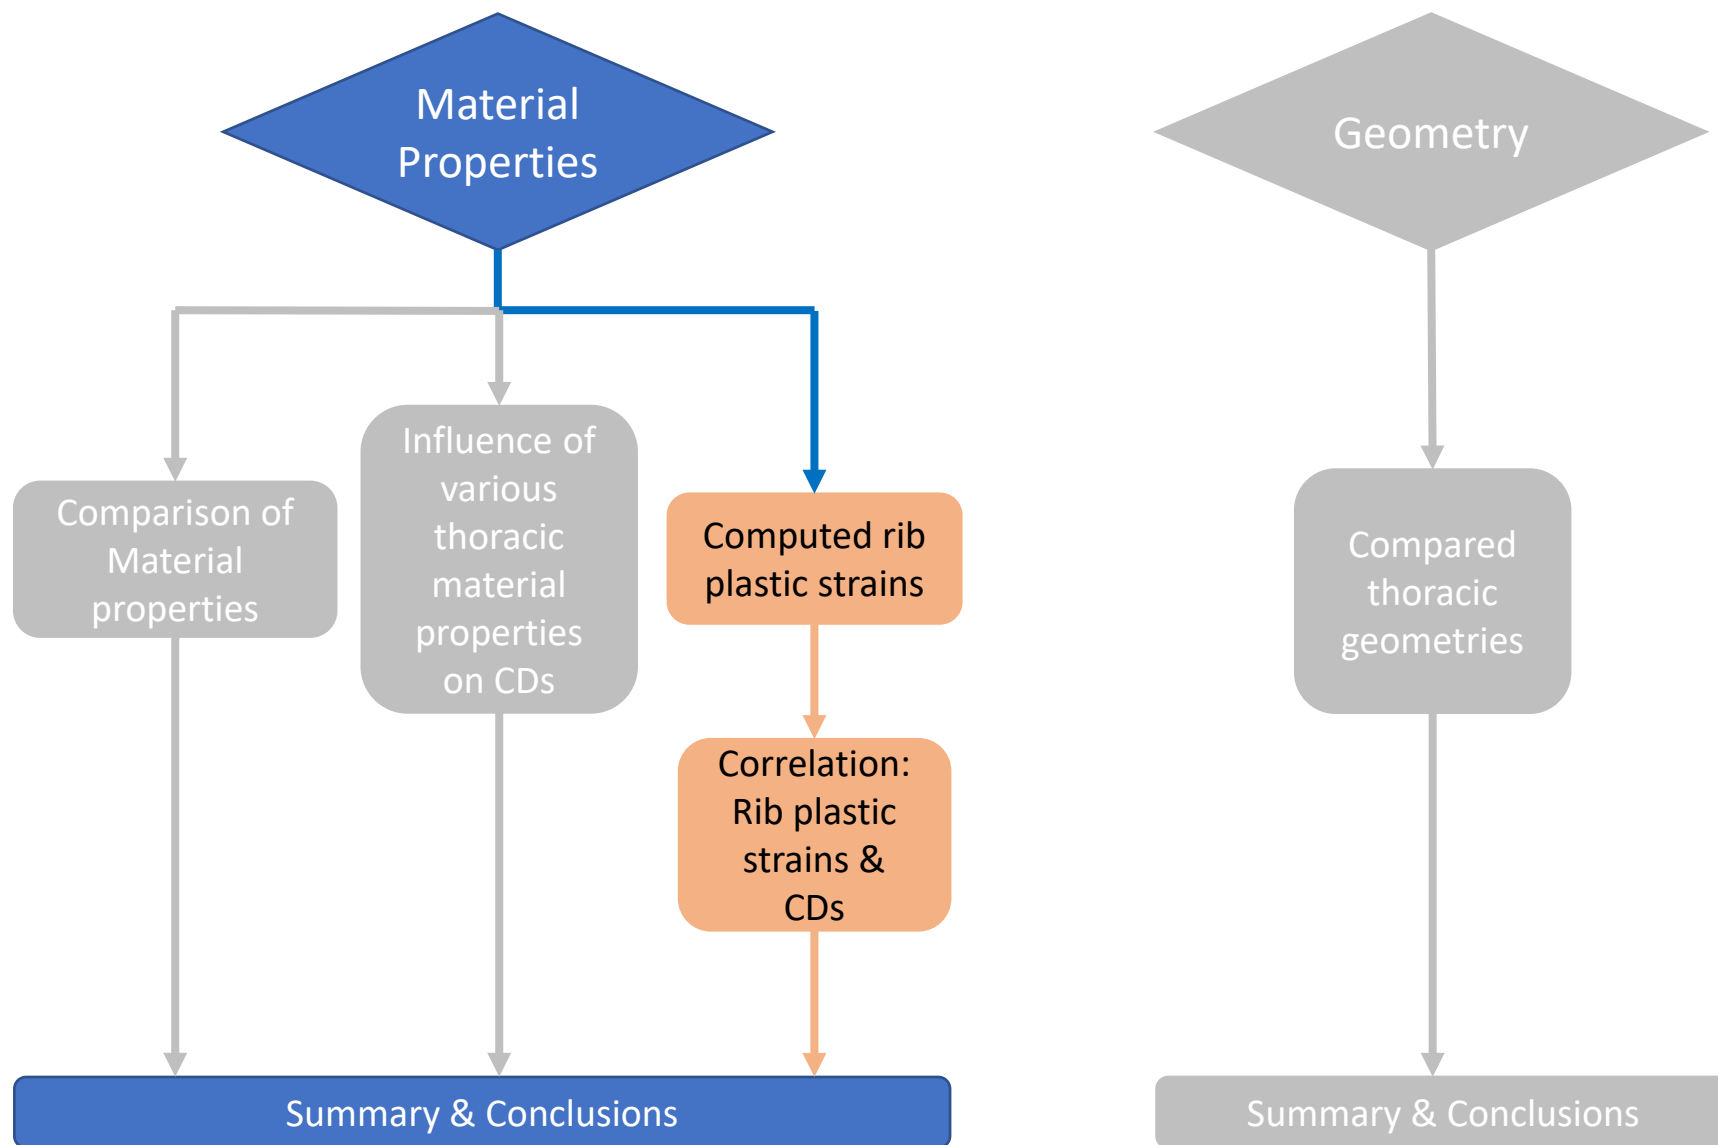 Material
Properties
Geometry
Comparison of
Material
properties
Influence of
various
thoracic
material
properties
on CDs
Computed rib
plastic strains
Correlation:
Rib plastic
strains &
CDs
Compared
thoracic
geometries
Summary & Conclusions
Summary & Conclusions